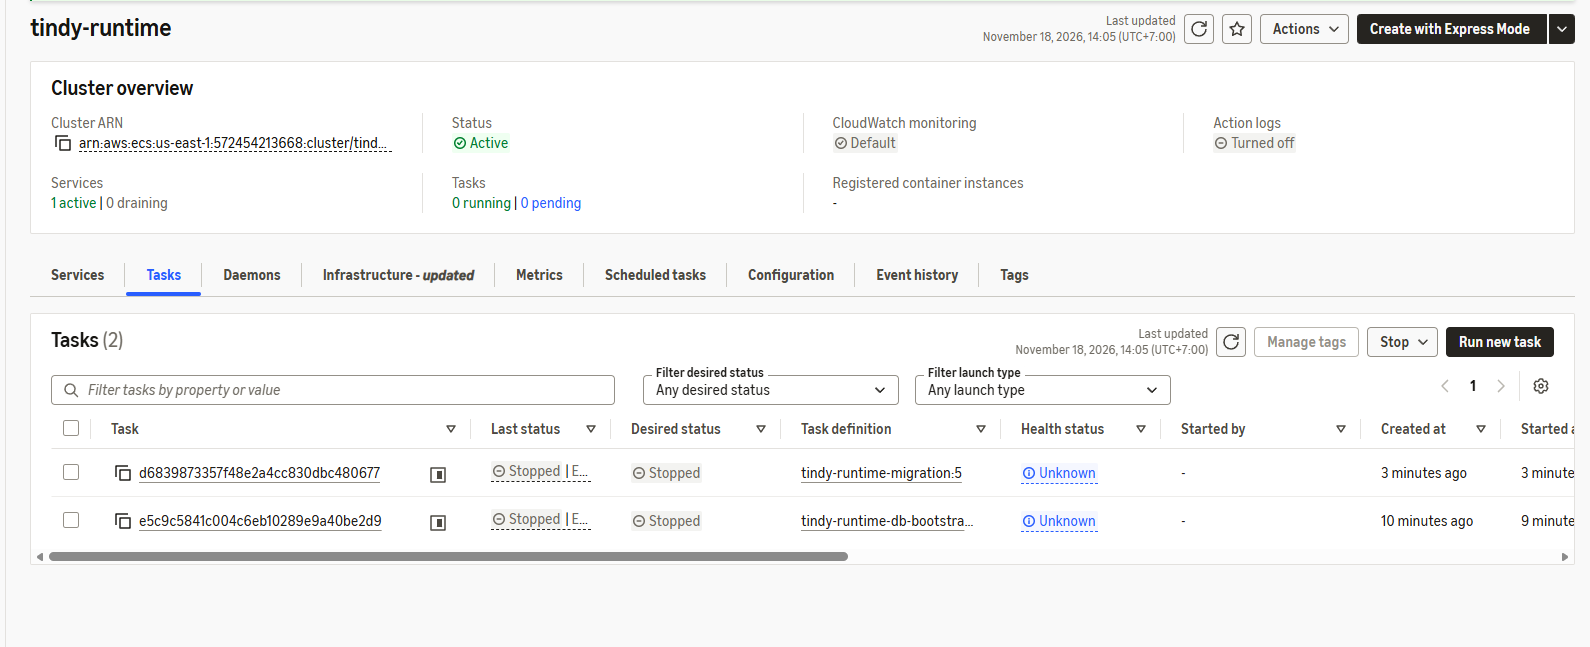 tindy-runtime
Last updated
November 18, 2026, 14:05 (UTC+7:00)
Actions
Create with Express Mode
Cluster overview
Cluster ARN
arn:aws:ecs:us-east-1:572454213668:cluster/tind...
Status
Active
CloudWatch monitoring
Default
Action logs
Turned off
Services
1 active | 0 draining
Tasks
0 running | 0 pending
Registered container instances
-
Services
Tasks
Daemons
Infrastructure - updated
Metrics
Scheduled tasks
Configuration
Event history
Tags
Tasks (2)
Last updated
November 18, 2026, 14:05 (UTC+7:00)
Manage tags
Stop
Run new task
Filter tasks by property or value
Filter desired status
Any desired status
Filter launch type
Any launch type
1
Task Last status Desired status Task definition Health status Started by Created at Started a
d6839873357f48e2a4cc830dbc480677 Stopped | E... Stopped tindy-runtime-migration:5 Unknown - 3 minutes ago 3 minute
e5c9c5841c004c6eb10289e9a40be2d9 Stopped | E... Stopped tindy-runtime-db-bootstra... Unknown - 10 minutes ago 9 minute